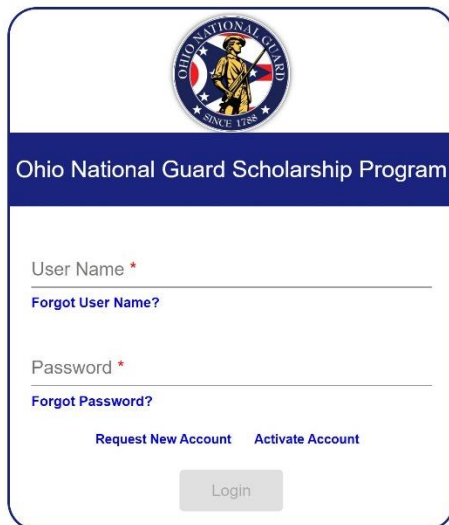 OHIO NATIONAL GUARD
SINCE 1788
Ohio National Guard Scholarship Program
User Name *
Forgot User Name?
Password *
Forgot Password?
Request New Account Activate Account
Login